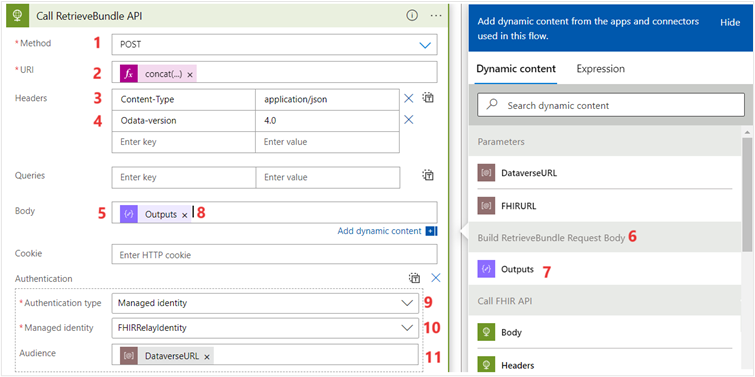 Call RetrieveBundle API
* Method 1 POST
* URI 2 fx concat(...) ×
Headers 3 Content-Type application/json
4 Odata-version 4.0
Enter key Enter value
Queries Enter key Enter value
Body 5 Outputs × 8
Add dynamic content
Cookie Enter HTTP cookie
Authentication
* Authentication type Managed identity 9
* Managed identity FHIRRelayIdentity 10
Audience DataverseURL × 11
Add dynamic content from the apps and connectors
used in this flow. Hide
Dynamic content Expression
Search dynamic content
Parameters
DataverseURL
FHIRURL
Build RetrieveBundle Request Body 6
Outputs 7
Call FHIR API
Body
Headers